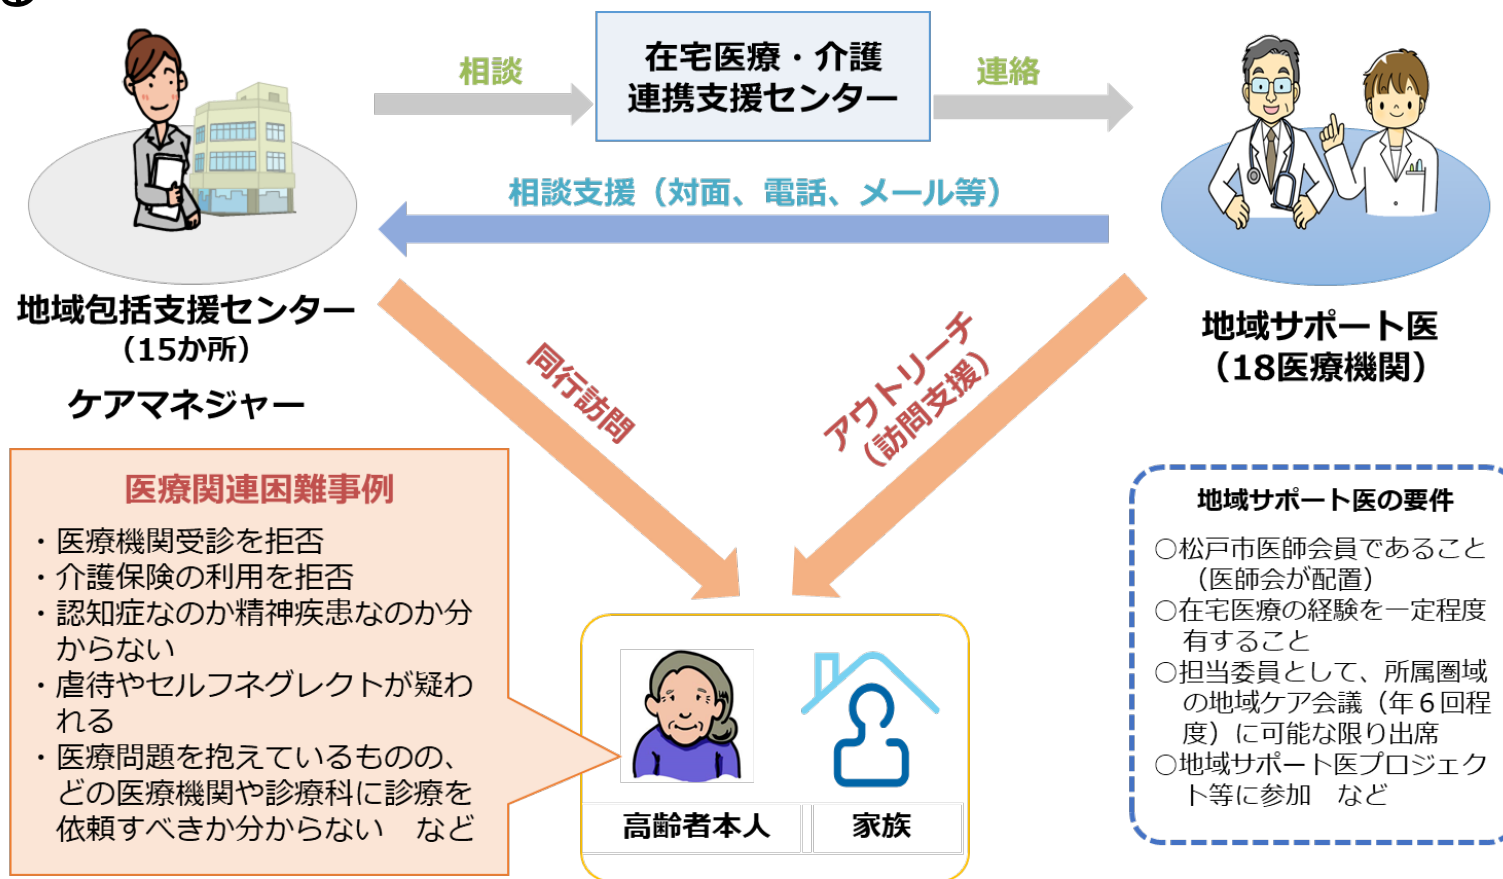 相談
在宅医療・介護
連携支援センター
連絡
相談支援（対面、電話、メール等）
地域包括支援センター
（15か所）
ケアマネジャー
地域サポート医
（18医療機関）
同行訪問
アウトリーチ
（訪問支援）
医療関連困難事例
・医療機関受診を拒否
・介護保険の利用を拒否
・認知症なのか精神疾患なのか分
からない
・虐待やセルフネグレクトが疑わ
れる
・医療問題を抱えているものの、
どの医療機関や診療科に診療を
依頼すべきか分からない　など
高齢者本人
家族
地域サポート医の要件
○松戸市医師会員であること
（医師会が配置）
○在宅医療の経験を一定程度
有すること
○担当委員として、所属圏域
の地域ケア会議（年６回程
度）に可能な限り出席
○地域サポート医プロジェク
ト等に参加　など